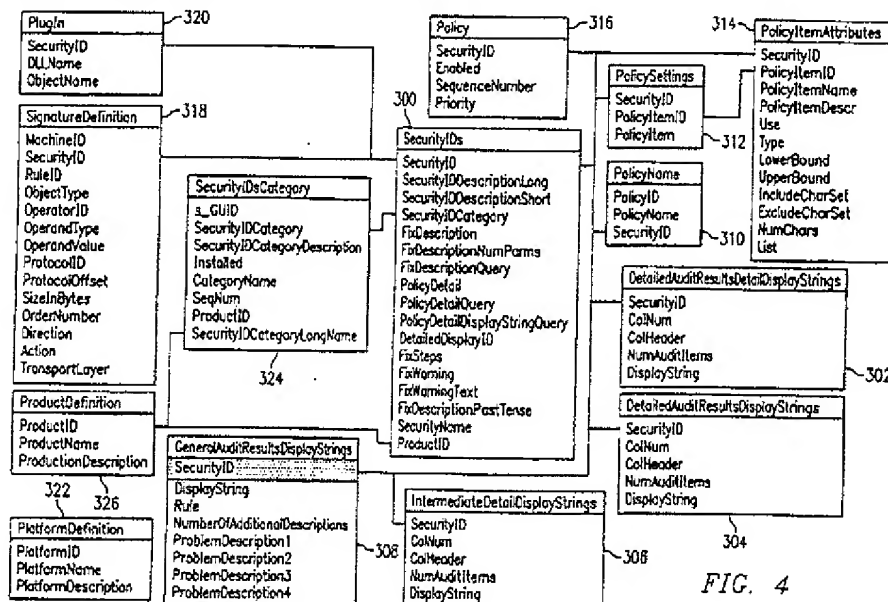 PlugIn
320
SecurityID
DLLName
ObjectName
Policy
316
SecurityID
Enabled
SequenceNumber
Priority
314
PolicyItemAttributes
SecurityID
PolicyItemID
PolicyItemName
PolicyItemDescr
Use
Type
LowerBound
UpperBound
IncludeCharSet
ExcludeCharSet
NumChars
List
PolicySettings
SecurityID
PolicyItemID
PolicyItem
312
PolicyName
PolicyID
PolicyName
SecurityID
310
SignatureDefinition
318
MachineID
SecurityID
RuleID
ObjectType
OperatorID
OperandType
OperandValue
ProtocolID
ProtocolOffset
SizeInBytes
OrderNumber
Direction
Action
TransportLayer
SecurityIDsCategory
s_GUID
SecurityIDCategory
SecurityIDCategoryDescription
Installed
CategoryName
SeqNum
ProductID
SecurityIDCategoryLongName
324
300
SecurityIDs
SecurityID
SecurityIDDescriptionLong
SecurityIDDescriptionShort
SecurityIDCategory
FixDescription
FixDescriptionNumParms
FixDescriptionQuery
PolicyDetail
PolicyDetailQuery
PolicyDetailDisplayStringQuery
DetailedDisplayID
FixSteps
FixWarning
FixWarningText
FixDescriptionPastTense
SecurityName
ProductID
DetailedAuditResultsDetailDisplayStrings
SecurityID
ColNum
ColHeader
NumAuditItems
DisplayString
302
DetailedAuditResultsDisplayStrings
SecurityID
ColNum
ColHeader
NumAuditItems
DisplayString
304
ProductDefinition
ProductID
ProductName
ProductionDescription
322
326
PlatformDefinition
PlatformID
PlatformName
PlatformDescription
GeneralAuditResultsDisplayStrings
SecurityID
DisplayString
Rule
NumberOfAdditionalDescriptions
ProblemDescription1
ProblemDescription2
ProblemDescription3
ProblemDescription4
308
IntermediateDetailDisplayStrings
SecurityID
ColNum
ColHeader
NumAuditItems
DisplayString
306
FIG. 4